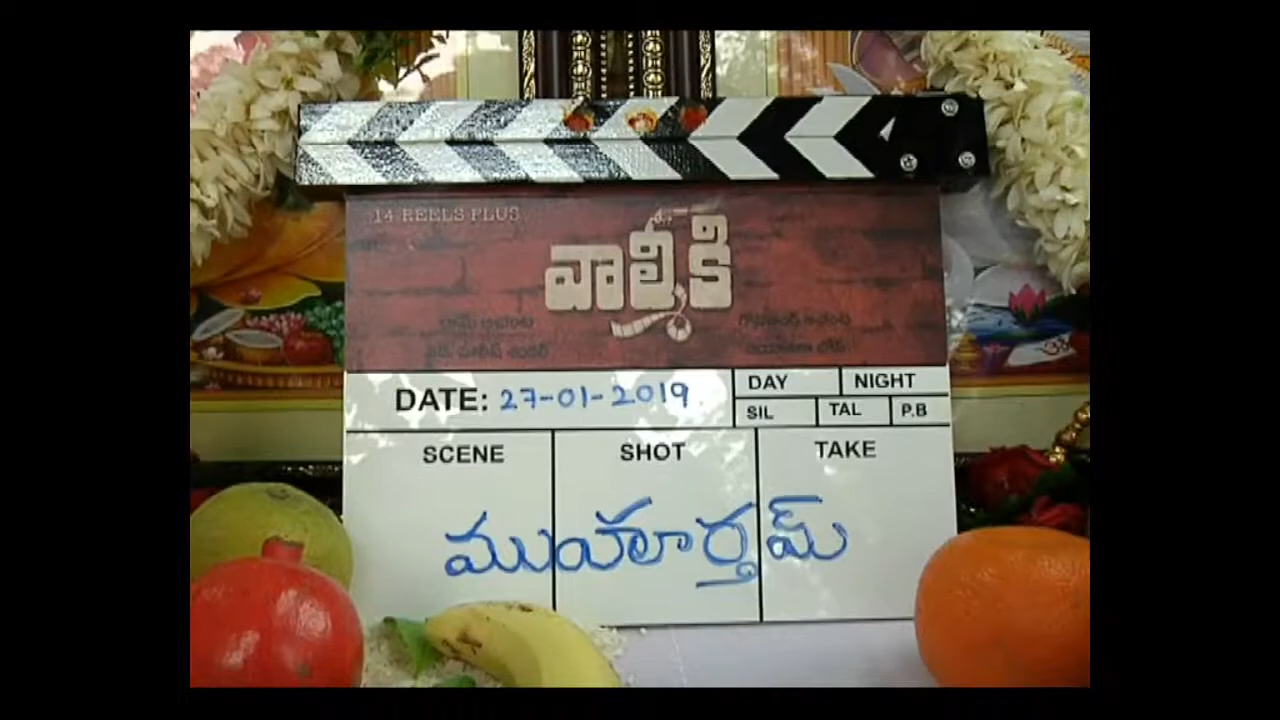 14 REELS PLUS
వాల్మీకి
DATE: 27-01-2019
DAY NIGHT
SIL TAL P.B
SCENE SHOT TAKE
ముహూర్తమ్